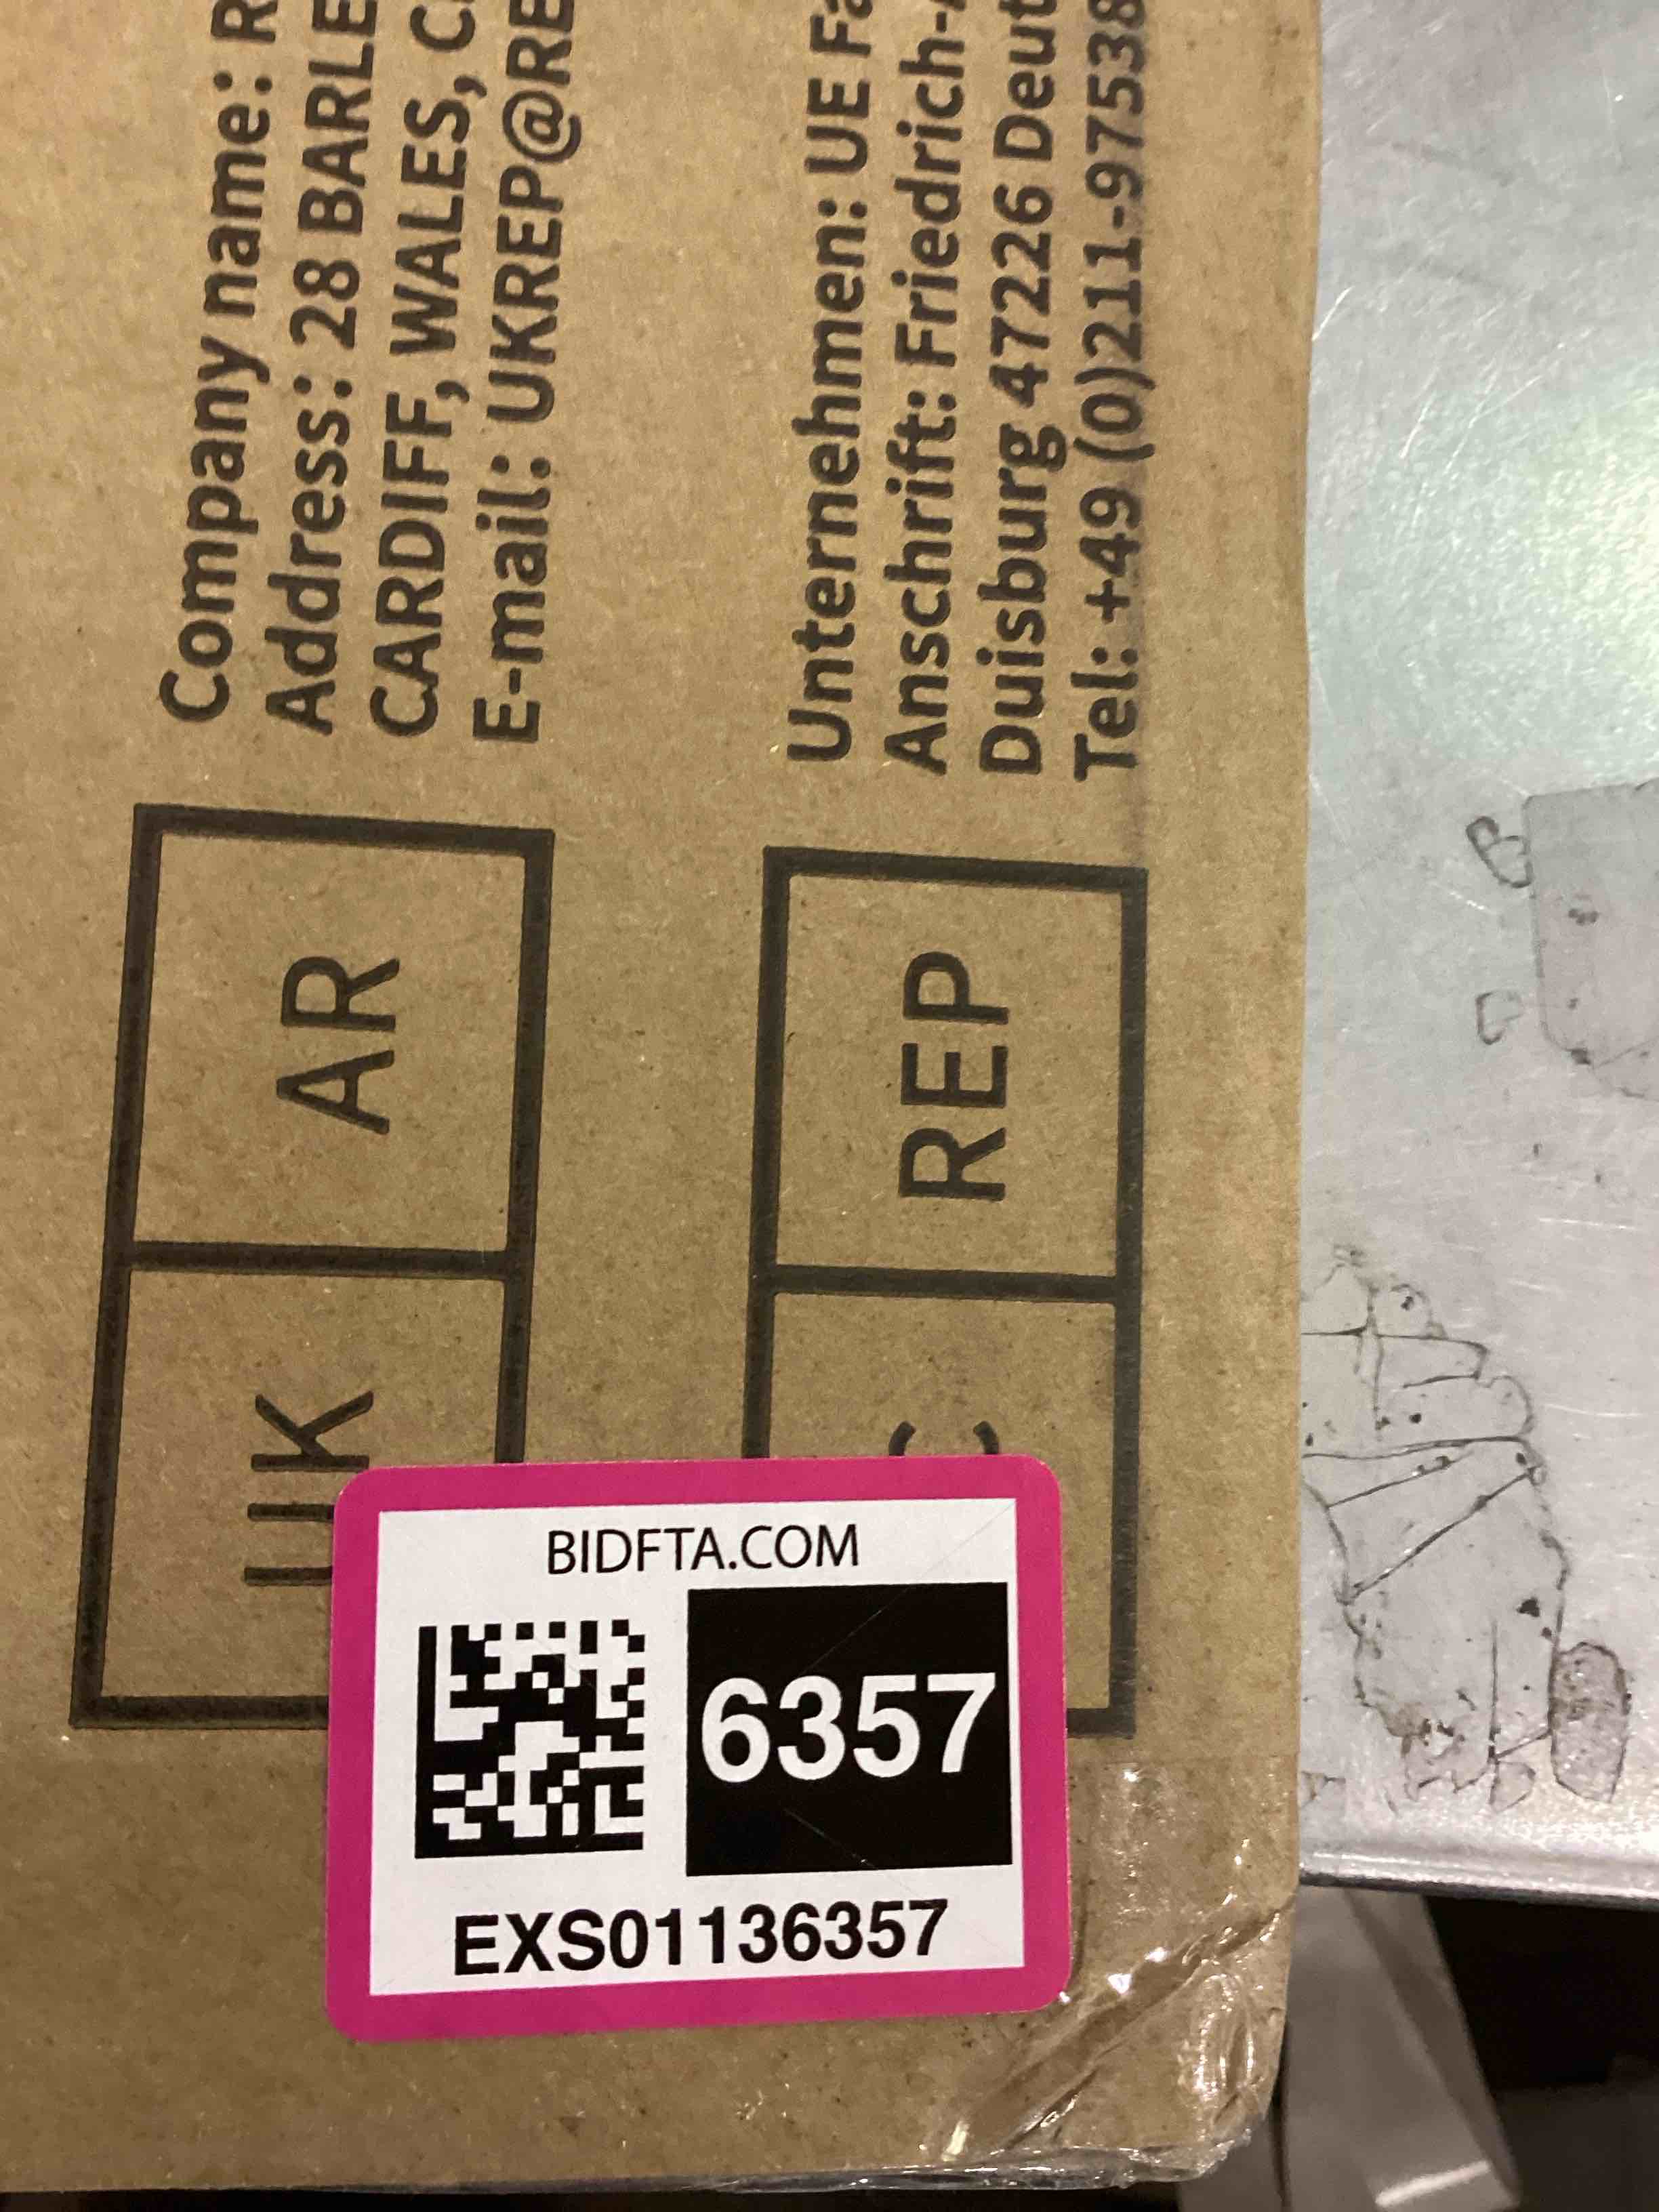 Company name: R
Address: 28 BARLE
CARDIFF, WALES, C
E-mail: UKREP@RE
UK AR
Unternehmen: UE Fa
Anschrift: Friedrich-A
Duisburg 47226 Deut
Tel: +49 (0)211-97538
C REP
BIDFTA.COM
6357
EXS01136357